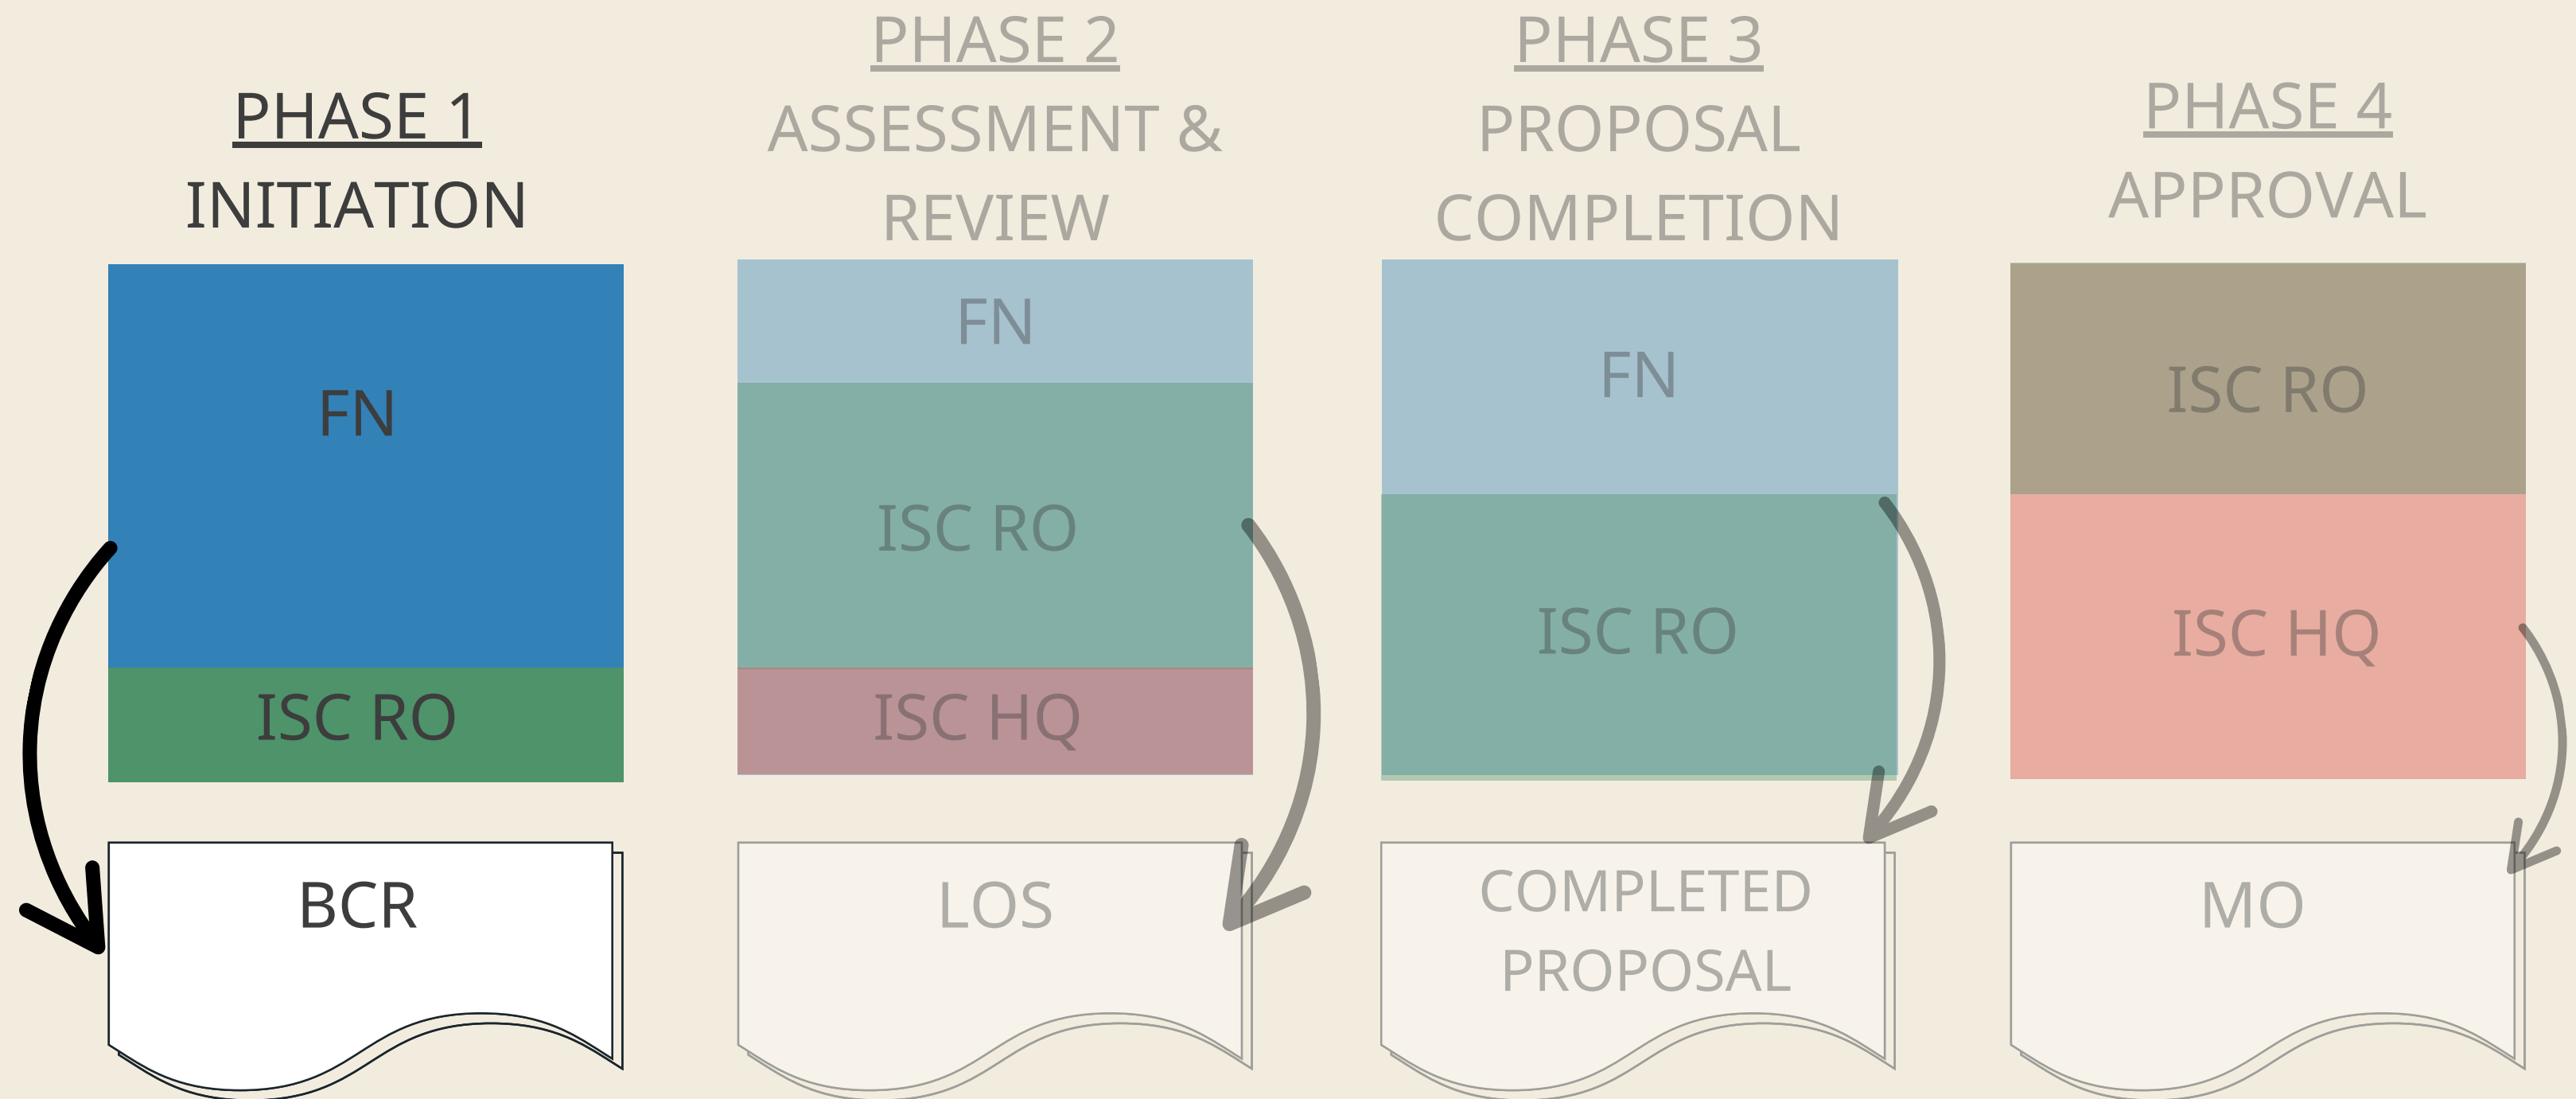 PHASE 1
INITIATION
FN
ISC RO
BCR
PHASE 2
ASSESSMENT &
REVIEW
FN
ISC RO
ISC HQ
LOS
PHASE 3
PROPOSAL
COMPLETION
FN
ISC RO
COMPLETED
PROPOSAL
PHASE 4
APPROVAL
ISC RO
ISC HQ
MO